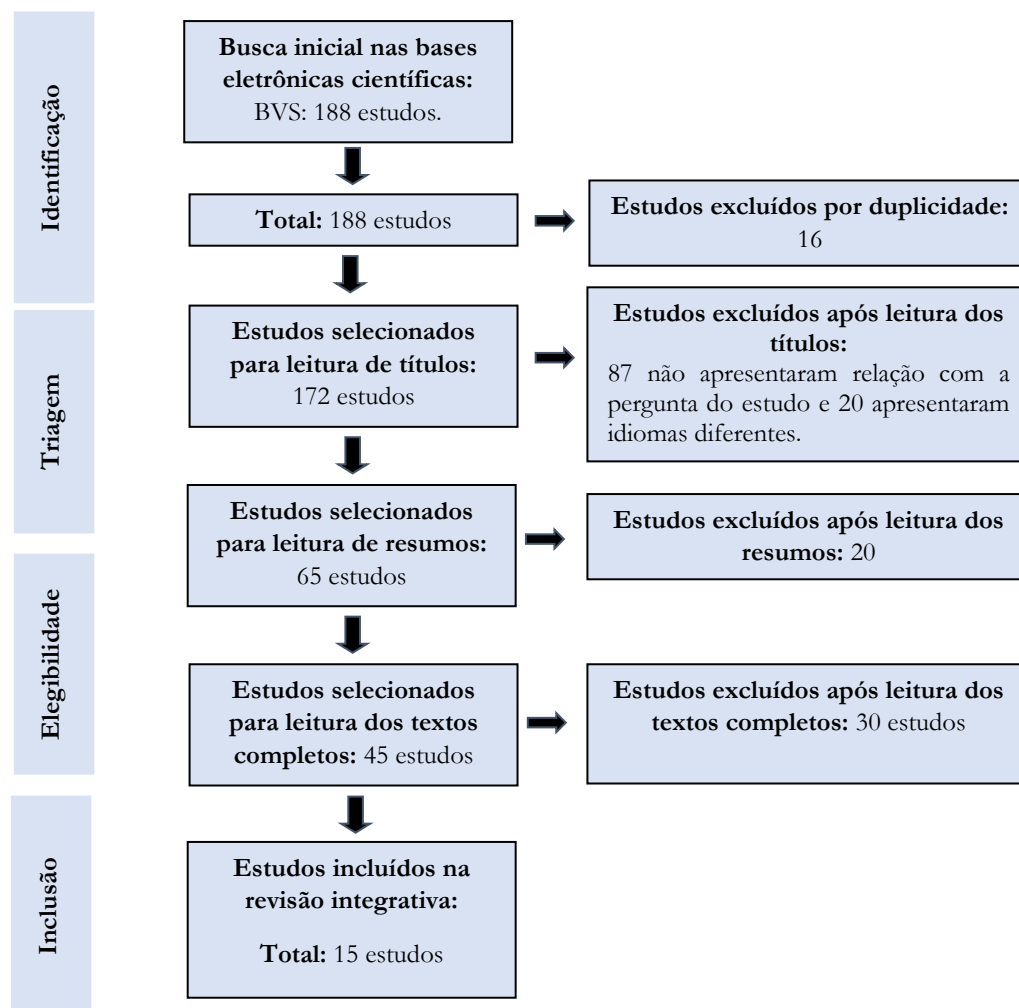 Identificação
Busca inicial nas bases
eletrônicas científicas:
BVS: 188 estudos.
Total: 188 estudos
Estudos excluídos por duplicidade:
16
Triagem
Estudos selecionados
para leitura de títulos:
172 estudos
Estudos excluídos após leitura dos
títulos:
87 não apresentaram relação com a
pergunta do estudo e 20 apresentaram
idiomas diferentes.
Estudos selecionados
para leitura de resumos:
65 estudos
Estudos excluídos após leitura dos
resumos: 20
Elegibilidade
Estudos selecionados
para leitura dos textos
completos: 45 estudos
Estudos excluídos após leitura dos
textos completos: 30 estudos
Inclusão
Estudos incluídos na
revisão integrativa:
Total: 15 estudos